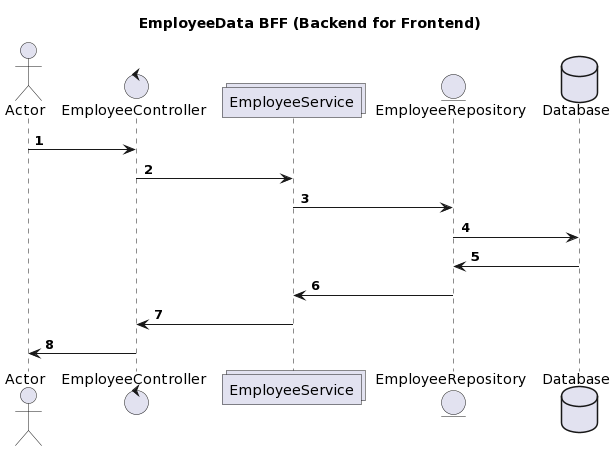 EmployeeData BFF (Backend for Frontend)
Actor EmployeeController EmployeeService EmployeeRepository Database
1
2
3
4
5
6
7
8
Actor EmployeeController EmployeeService EmployeeRepository Database